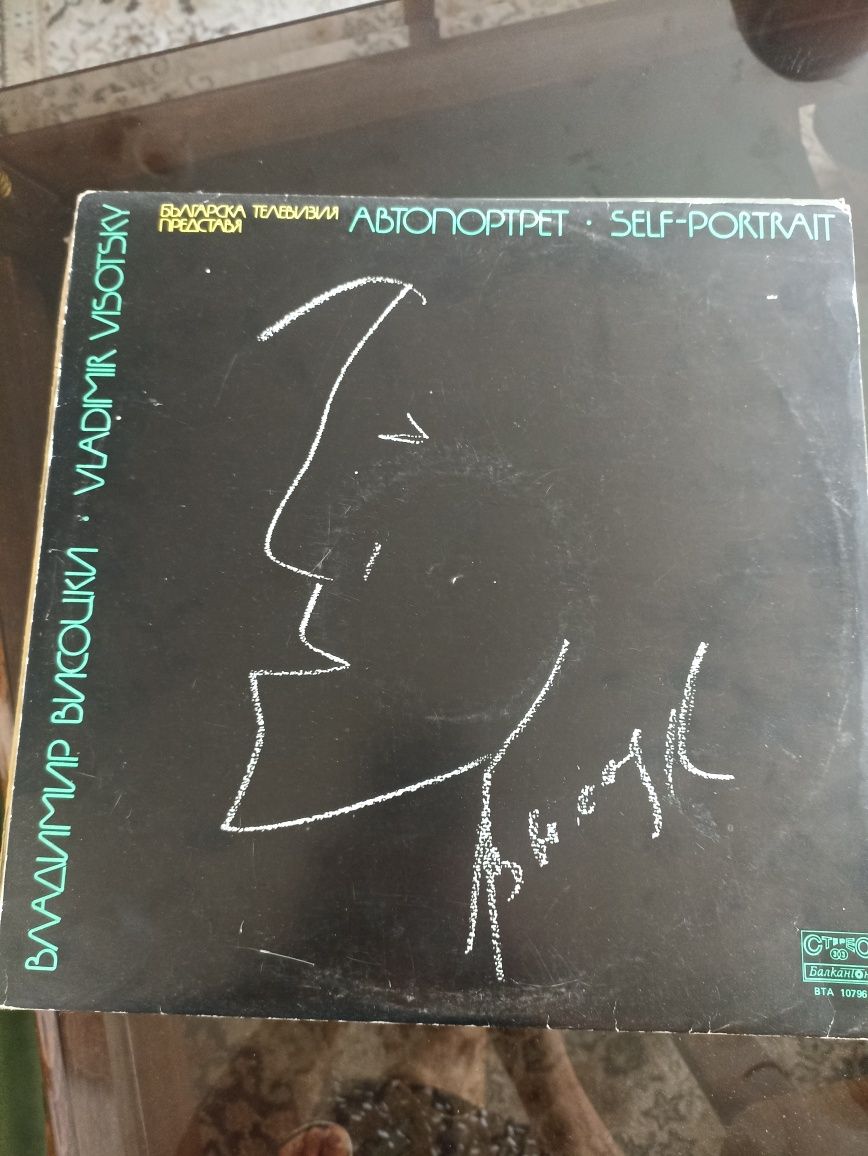 БЪЛГАРСКА ТЕЛЕВИЗИЯ
ПРЕДСТАВЯ
АВТОПОРТРЕТ · SELF-PORTRAIT
ВЛАДИМИР ВИСОЦКИ · VLADIMIR VISOTSKY
СТЕРЕО
33
Балкантон
ВТА 10796